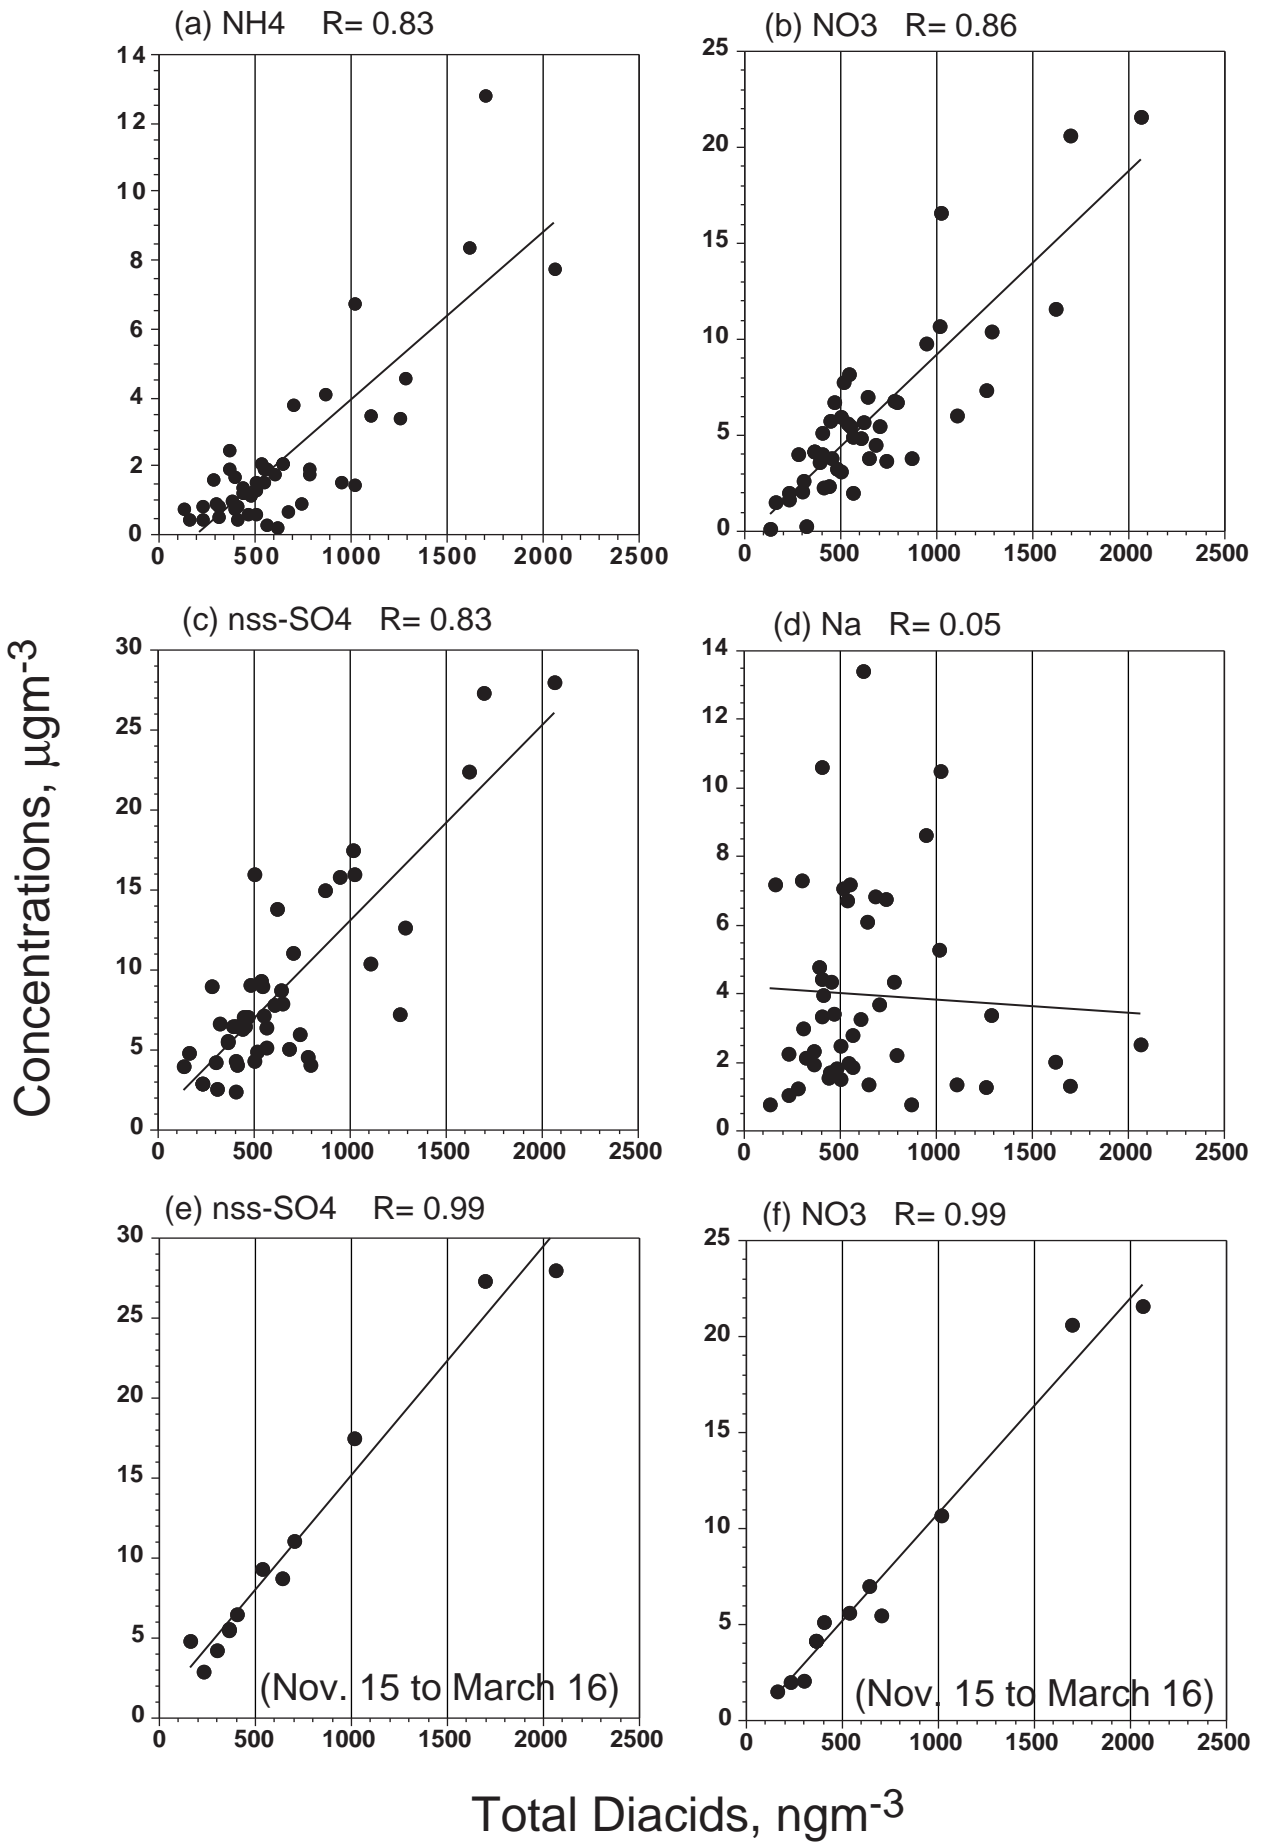 (a) NH4 R= 0.83
14
12
10
8
6
4
2
0
0 500 1000 1500 2000 2500
(b) NO3 R= 0.86
25
20
15
10
5
0
0 500 1000 1500 2000 2500
(c) nss-SO4 R= 0.83
30
25
20
15
10
5
0
0 500 1000 1500 2000 2500
(d) Na R= 0.05
14
12
10
8
6
4
2
0
0 500 1000 1500 2000 2500
(e) nss-SO4 R= 0.99
30
25
20
15
10
5
0
(Nov. 15 to March 16)
0 500 1000 1500 2000 2500
(f) NO3 R= 0.99
25
20
15
10
5
0
(Nov. 15 to March 16)
0 500 1000 1500 2000 2500
Concentrations, µgm-3
Total Diacids, ngm-3